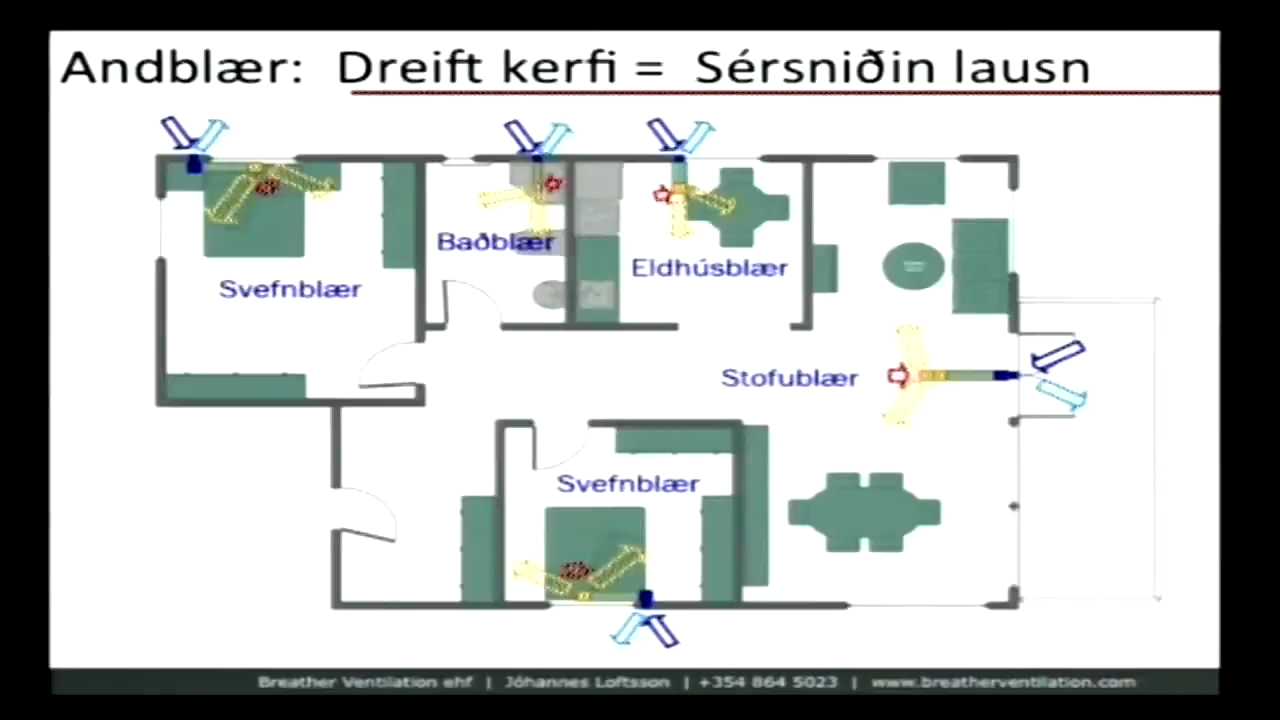 Andblær: Dreift kerfi = Sérsniðin lausn
Baðblær
Eldhúsblær
Svefnblær
Stofublær
Svefnblær
Breather Ventilation ehf | Jóhannes Loftsson | +354 864 5023 | www.breatherventilation.com